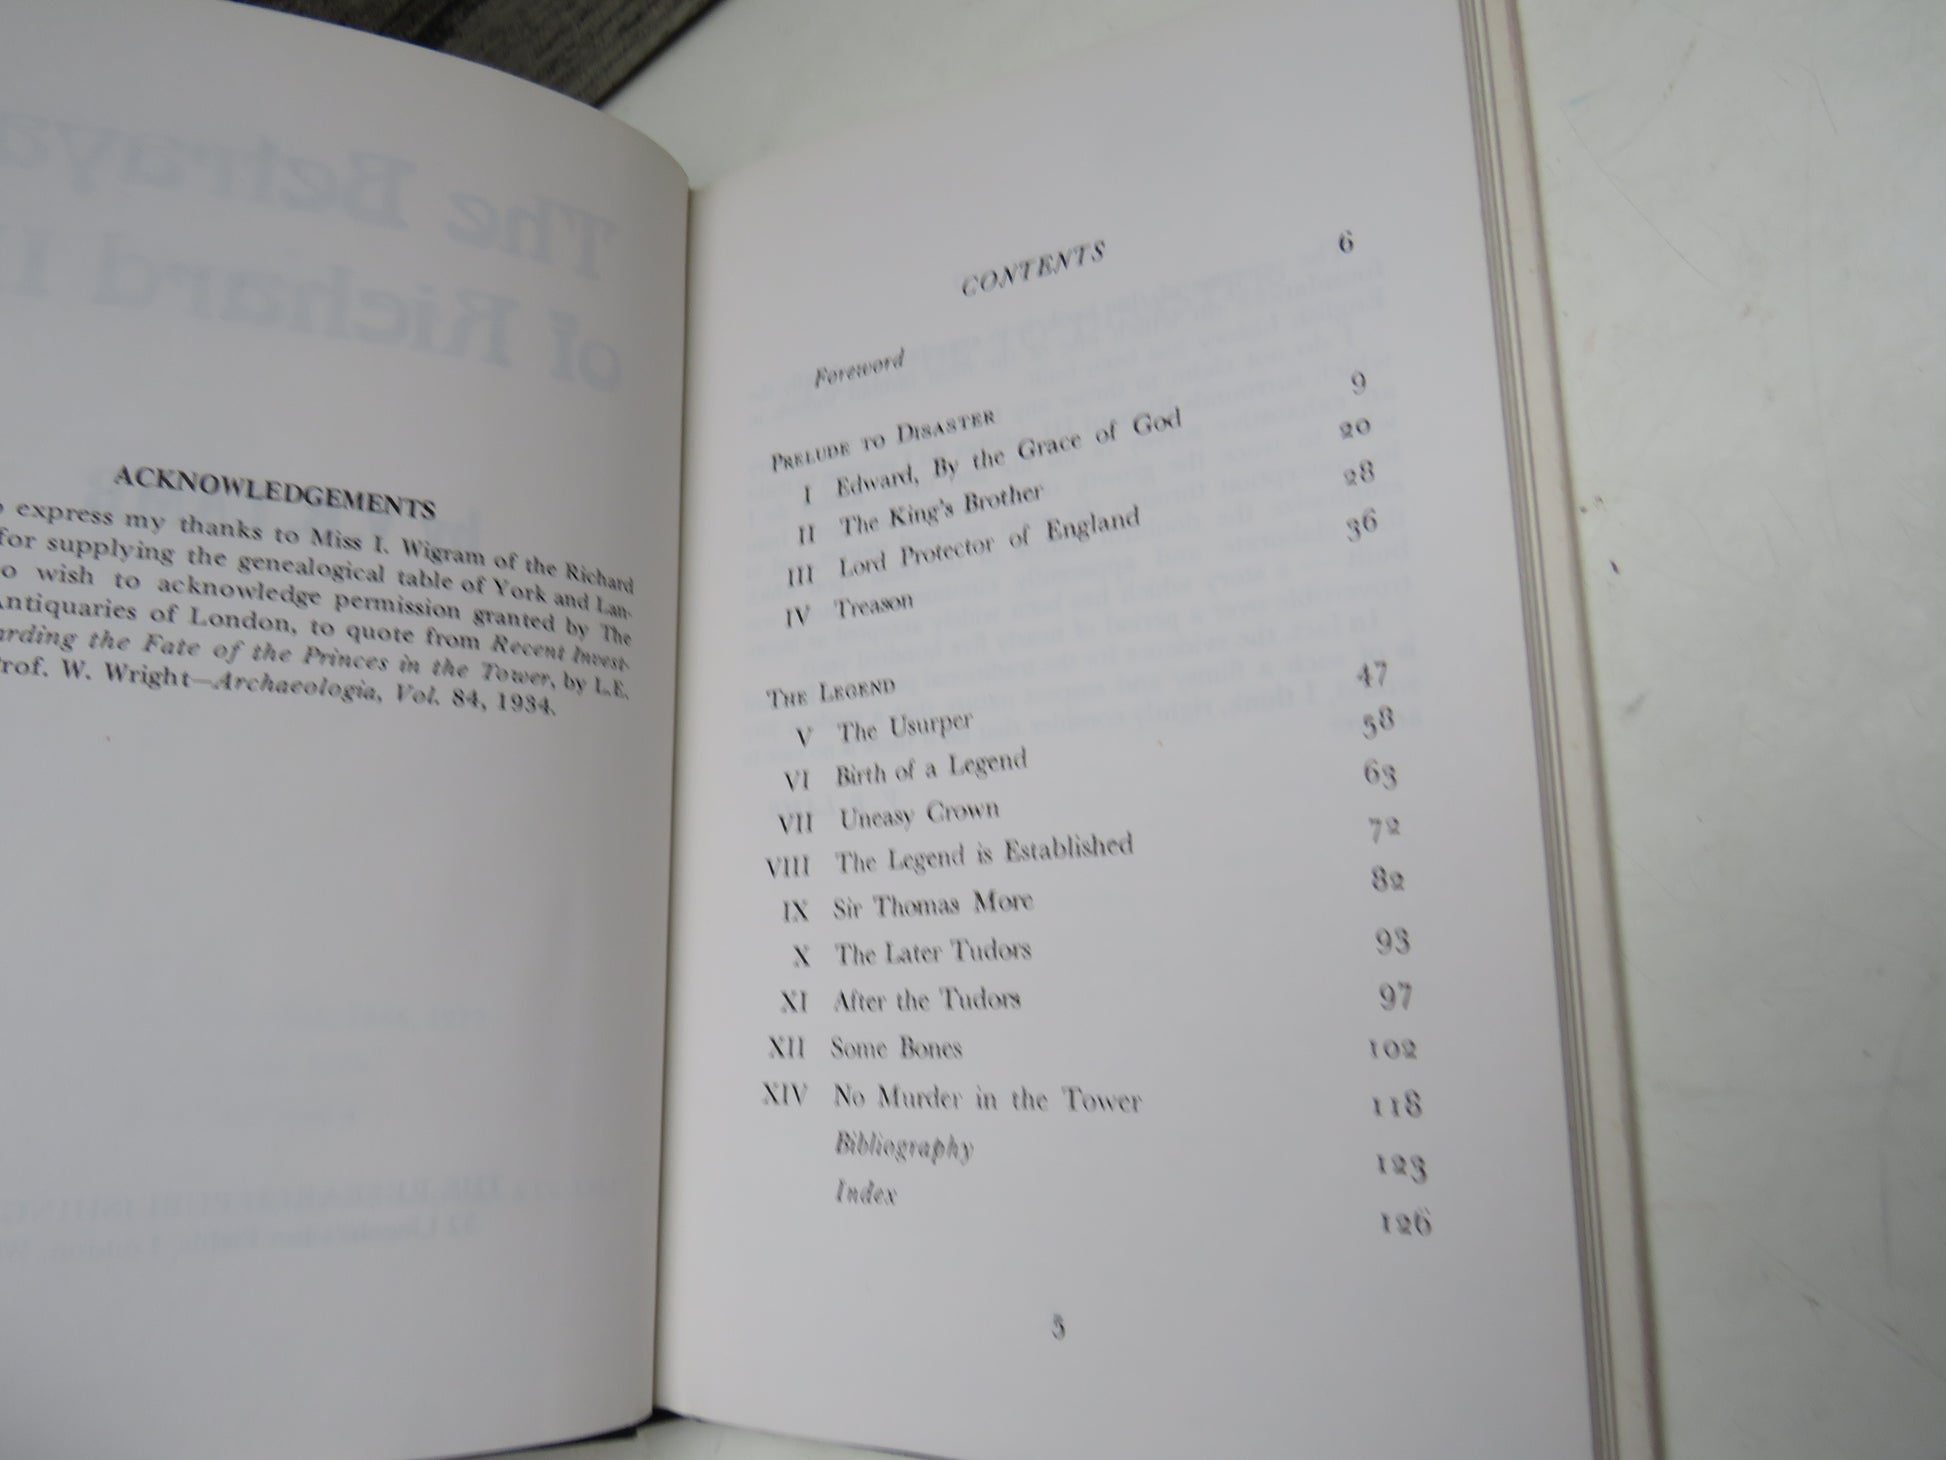 ACKNOWLEDGEMENTS
express my thanks to Miss I. Wigram of the Richard
for supplying the genealogical table of York and Lan-
wish to acknowledge permission granted by The
Antiquaries of London, to quote from Recent Invest-
arding the Fate of the Princes in the Tower, by L.E.
Prof. W. Wright—Archaeologia, Vol. 84, 1934.
CONTENTS
Foreword 6
PRELUDE TO DISASTER
I Edward, By the Grace of God 9
II The King's Brother 20
III Lord Protector of England 28
IV Treason 36
THE LEGEND
V The Usurper 47
VI Birth of a Legend 58
VII Uneasy Crown 63
VIII The Legend is Established 72
IX Sir Thomas More 82
X The Later Tudors 93
XI After the Tudors 97
XII Some Bones 102
XIV No Murder in the Tower 118
Bibliography 123
Index 126
5